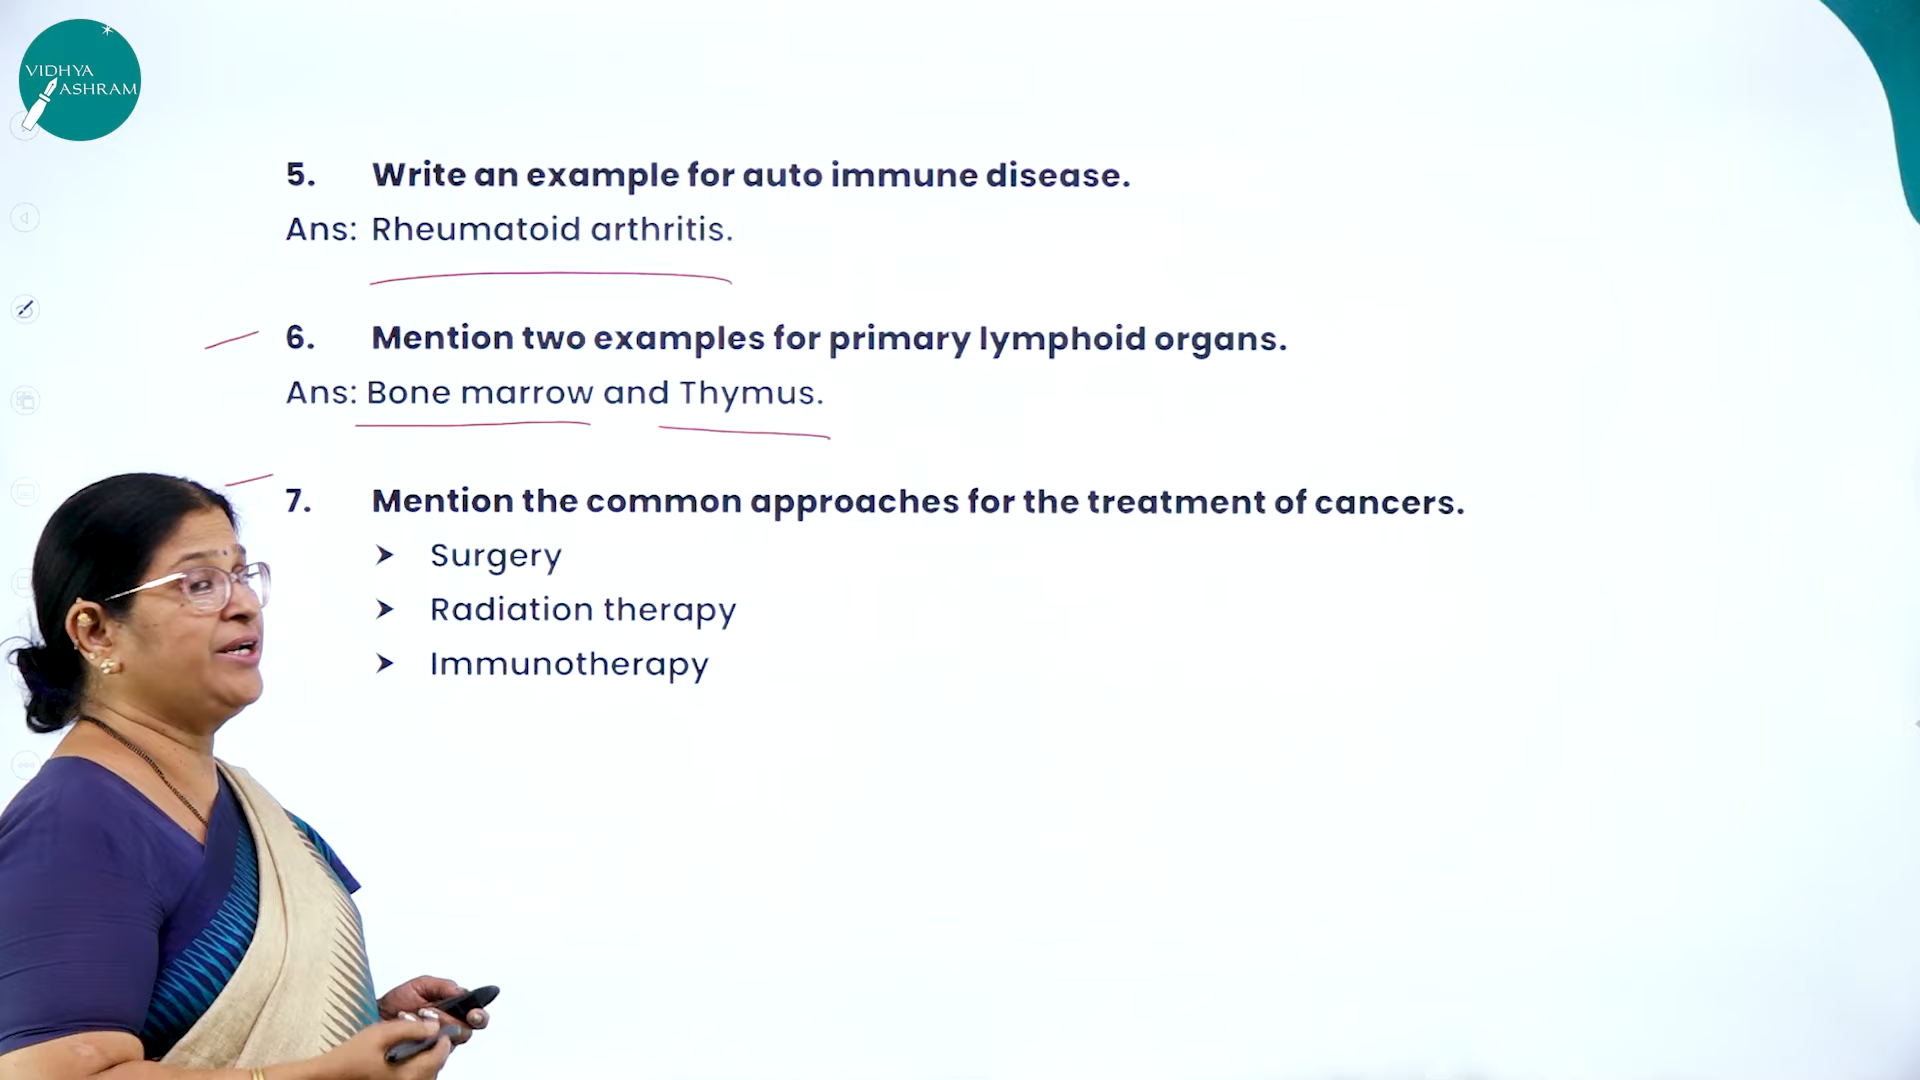 VIDHYA
ASHRAM
5. Write an example for auto immune disease.
Ans: Rheumatoid arthritis.
6. Mention two examples for primary lymphoid organs.
Ans: Bone marrow and Thymus.
7. Mention the common approaches for the treatment of cancers.
➤ Surgery
➤ Radiation therapy
➤ Immunotherapy